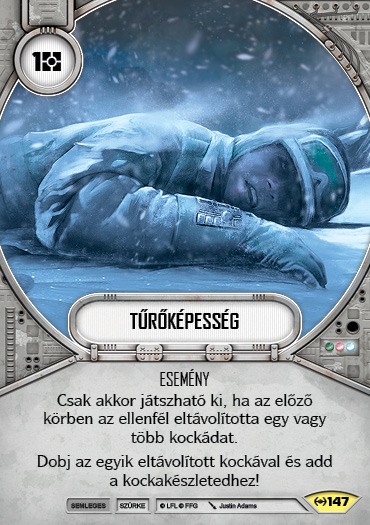 1
TŰRŐKÉPESSÉG
ESEMÉNY
Csak akkor játszható ki, ha az előző
körben az ellenfél eltávolította egy vagy
több kockádat.
Dobj az egyik eltávolított kockával és add
a kockakészletedhez!
SEMLEGES SZÜRKE © LFL © FFG Justin Adams 147